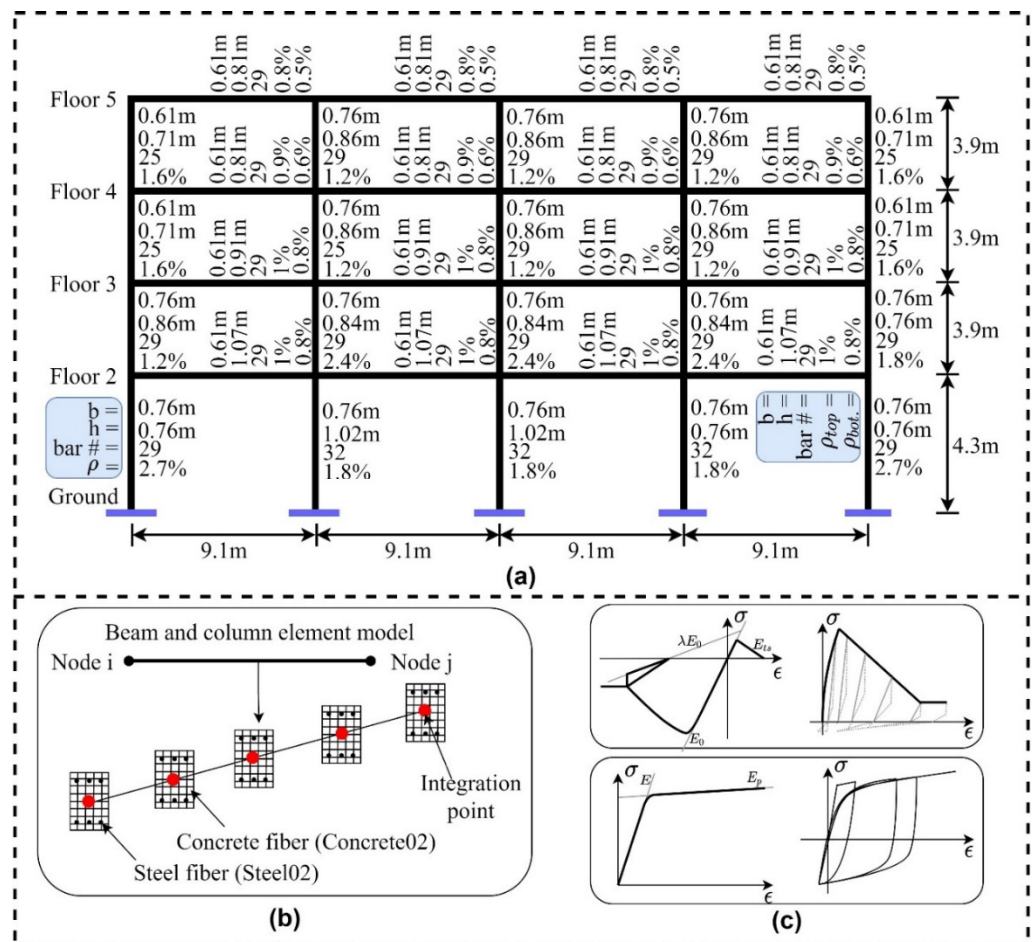 0.61m
0.81m
29
0.8%
0.5%
0.61m
0.81m
29
0.8%
0.5%
0.61m
0.81m
29
0.8%
0.5%
0.61m
0.81m
29
0.8%
0.5%
Floor 5
0.61m
0.71m
25
1.6%
0.61m
0.81m
29
0.9%
0.6%
0.76m
0.86m
29
1.2%
0.61m
0.81m
29
0.9%
0.6%
0.76m
0.86m
29
1.2%
0.61m
0.81m
29
0.9%
0.6%
0.76m
0.86m
29
1.2%
0.61m
0.81m
29
0.9%
0.6%
0.61m
0.71m
25
1.6%
3.9m
Floor 4
0.61m
0.71m
25
1.6%
0.61m
0.91m
29
1%
0.8%
0.76m
0.86m
25
1.2%
0.61m
0.91m
29
1%
0.8%
0.76m
0.86m
29
1.2%
0.61m
0.91m
29
1%
0.8%
0.76m
0.86m
29
1.2%
0.61m
0.91m
29
1%
0.8%
0.61m
0.71m
25
1.6%
3.9m
Floor 3
0.76m
0.86m
29
1.2%
0.61m
1.07m
29
1%
0.8%
0.76m
0.84m
29
2.4%
0.61m
1.07m
29
1%
0.8%
0.76m
0.84m
29
2.4%
0.61m
1.07m
29
1%
0.8%
0.76m
0.84m
29
2.4%
0.61m
1.07m
29
1%
0.8%
0.76m
0.76m
29
1.8%
3.9m
Floor 2
b =
h =
bar # =
ρ =
0.76m
0.76m
29
2.7%
0.76m
1.02m
32
1.8%
0.76m
1.02m
32
1.8%
0.76m
0.76m
32
1.8%
b =
h =
bar # =
ρtop =
ρbot. =
0.76m
0.76m
29
2.7%
4.3m
Ground
9.1m
9.1m
9.1m
9.1m
(a)
Beam and column element model
Node i
Node j
Integration
point
Concrete fiber (Concrete02)
Steel fiber (Steel02)
(b)
σ
λE0
Ets
ϵ
E0
σ
ϵ
σ
E
Ep
ϵ
σ
ϵ
(c)